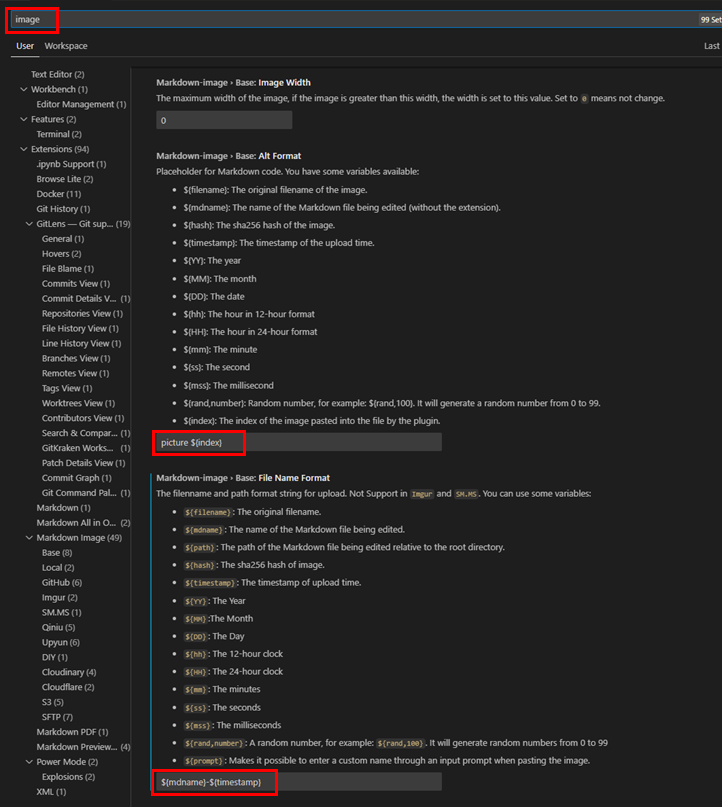 image
99 Set
User
Workspace
Last
Text Editor (2)
Workbench (1)
Editor Management (1)
Features (2)
Terminal (2)
Extensions (94)
.ipynb Support (1)
Browse Lite (2)
Docker (11)
Git History (1)
GitLens — Git sup... (19)
General (1)
Hovers (2)
File Blame (1)
Commits View (1)
Commit Details V... (1)
Repositories View (1)
File History View (1)
Line History View (1)
Branches View (1)
Remotes View (1)
Tags View (1)
Worktrees View (1)
Contributors View (1)
Search & Compar... (1)
GitKraken Works... (1)
Patch Details View (1)
Commit Graph (1)
Git Command Pal... (1)
Markdown (1)
Markdown All in O... (2)
Markdown Image (49)
Base (8)
Local (2)
GitHub (6)
Imgur (2)
SM.MS (1)
Qiniu (5)
Upyun (6)
DIY (1)
Cloudinary (4)
Cloudflare (2)
S3 (5)
SFTP (7)
Markdown PDF (1)
Markdown Preview... (4)
Power Mode (2)
Explosions (2)
XML (1)
Markdown-image › Base: Image Width
The maximum width of the image, if the image is greater than this width, the width is set to this value. Set to 0 means not change.
0
Markdown-image › Base: Alt Format
Placeholder for Markdown code. You have some variables available:
• ${filename}: The original filename of the image.
• ${mdname}: The name of the Markdown file being edited (without the extension).
• ${hash}: The sha256 hash of the image.
• ${timestamp}: The timestamp of the upload time.
• ${YY}: The year
• ${MM}: The month
• ${DD}: The date
• ${hh}: The hour in 12-hour format
• ${HH}: The hour in 24-hour format
• ${mm}: The minute
• ${ss}: The second
• ${mss}: The millisecond
• ${rand,number}: Random number, for example: ${rand,100}. It will generate a random number from 0 to 99.
• ${index}: The index of the image pasted into the file by the plugin.
picture ${index}
Markdown-image › Base: File Name Format
The filenname and path format string for upload. Not Support in Imgur and SM.MS. You can use some variables:
• ${filename}: The original filename.
• ${mdname}: The name of the Markdown file being edited.
• ${path}: The path of the Markdown file being edited relative to the root directory.
• ${hash}: The sha256 hash of image.
• ${timestamp}: The timestamp of upload time.
• ${YY}: The Year
• ${MM}:The Month
• ${DD}: The Day
• ${hh}: The 12-hour clock
• ${HH}: The 24-hour clock
• ${mm}: The minutes
• ${ss}: The seconds
• ${mss}: The milliseconds
• ${rand,number}: A random number, for example: ${rand,100}. It will generate random numbers from 0 to 99
• ${prompt}: Makes it possible to enter a custom name through an input prompt when pasting the image.
${mdname}-${timestamp}